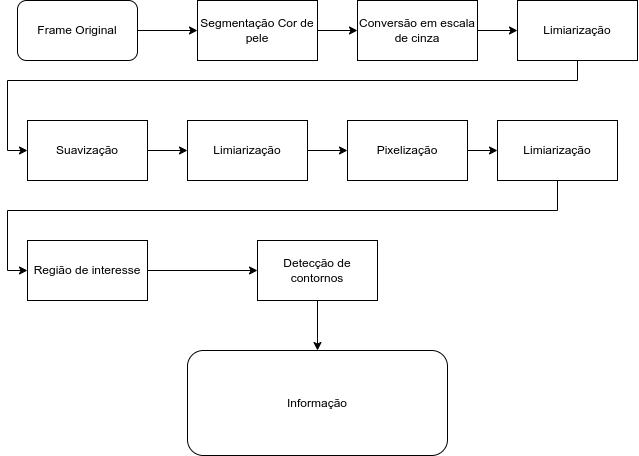 Frame Original
Segmentação Cor de
pele
Conversão em escala
de cinza
Limiarização
Suavização
Limiarização
Pixelização
Limiarização
Região de interesse
Detecção de
contornos
Informação